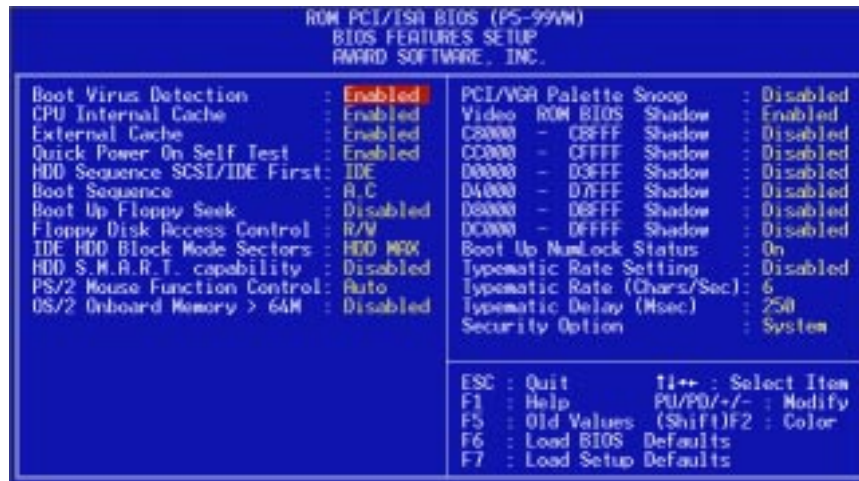 ROM PCI/ISA BIOS (P5-99VM)
BIOS FEATURES SETUP
AWARD SOFTWARE, INC.
Boot Virus Detection : Enabled
CPU Internal Cache : Enabled
External Cache : Enabled
Quick Power On Self Test : Enabled
HDD Sequence SCSI/IDE First: IDE
Boot Sequence : A,C
Boot Up Floppy Seek : Disabled
Floppy Disk Access Control : R/W
IDE HDD Block Mode Sectors : HDD MAX
HDD S.M.A.R.T. capability : Disabled
PS/2 Mouse Function Control: Auto
OS/2 Onboard Memory > 64M : Disabled
PCI/VGA Palette Snoop : Disabled
Video ROM BIOS Shadow : Enabled
C8000 - CBFFF Shadow : Disabled
CC000 - CFFFF Shadow : Disabled
D0000 - D3FFF Shadow : Disabled
D4000 - D7FFF Shadow : Disabled
D8000 - DBFFF Shadow : Disabled
DC000 - DFFFF Shadow : Disabled
Boot Up NumLock Status : On
Typematic Rate Setting : Disabled
Typematic Rate (Chars/Sec): 6
Typematic Delay (Msec) : 250
Security Option : System
ESC : Quit ↑↓→← : Select Item
F1 : Help PU/PD/+/- : Modify
F5 : Old Values (Shift)F2 : Color
F6 : Load BIOS Defaults
F7 : Load Setup Defaults